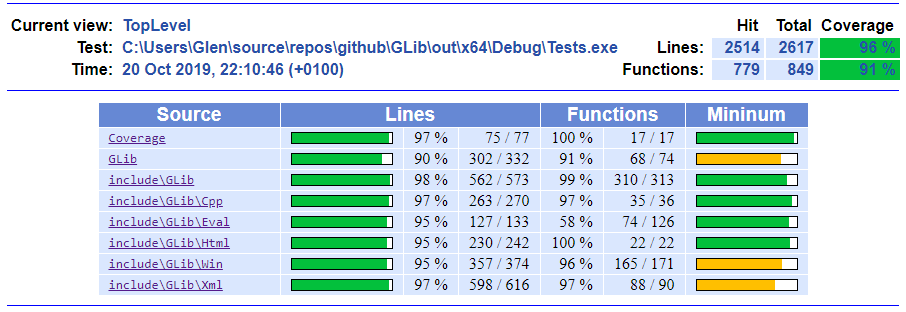 Current view: TopLevel Hit Total Coverage
Test: C:\Users\Glen\source\repos\github\GLib\out\x64\Debug\Tests.exe Lines: 2514 2617 96 %
Time: 20 Oct 2019, 22:10:46 (+0100) Functions: 779 849 91 %
Source Lines Functions Mininum
Coverage 97 % 75 / 77 100 % 17 / 17
GLib 90 % 302 / 332 91 % 68 / 74
include\GLib 98 % 562 / 573 99 % 310 / 313
include\GLib\Cpp 97 % 263 / 270 97 % 35 / 36
include\GLib\Eval 95 % 127 / 133 58 % 74 / 126
include\GLib\Html 95 % 230 / 242 100 % 22 / 22
include\GLib\Win 95 % 357 / 374 96 % 165 / 171
include\GLib\Xml 97 % 598 / 616 97 % 88 / 90